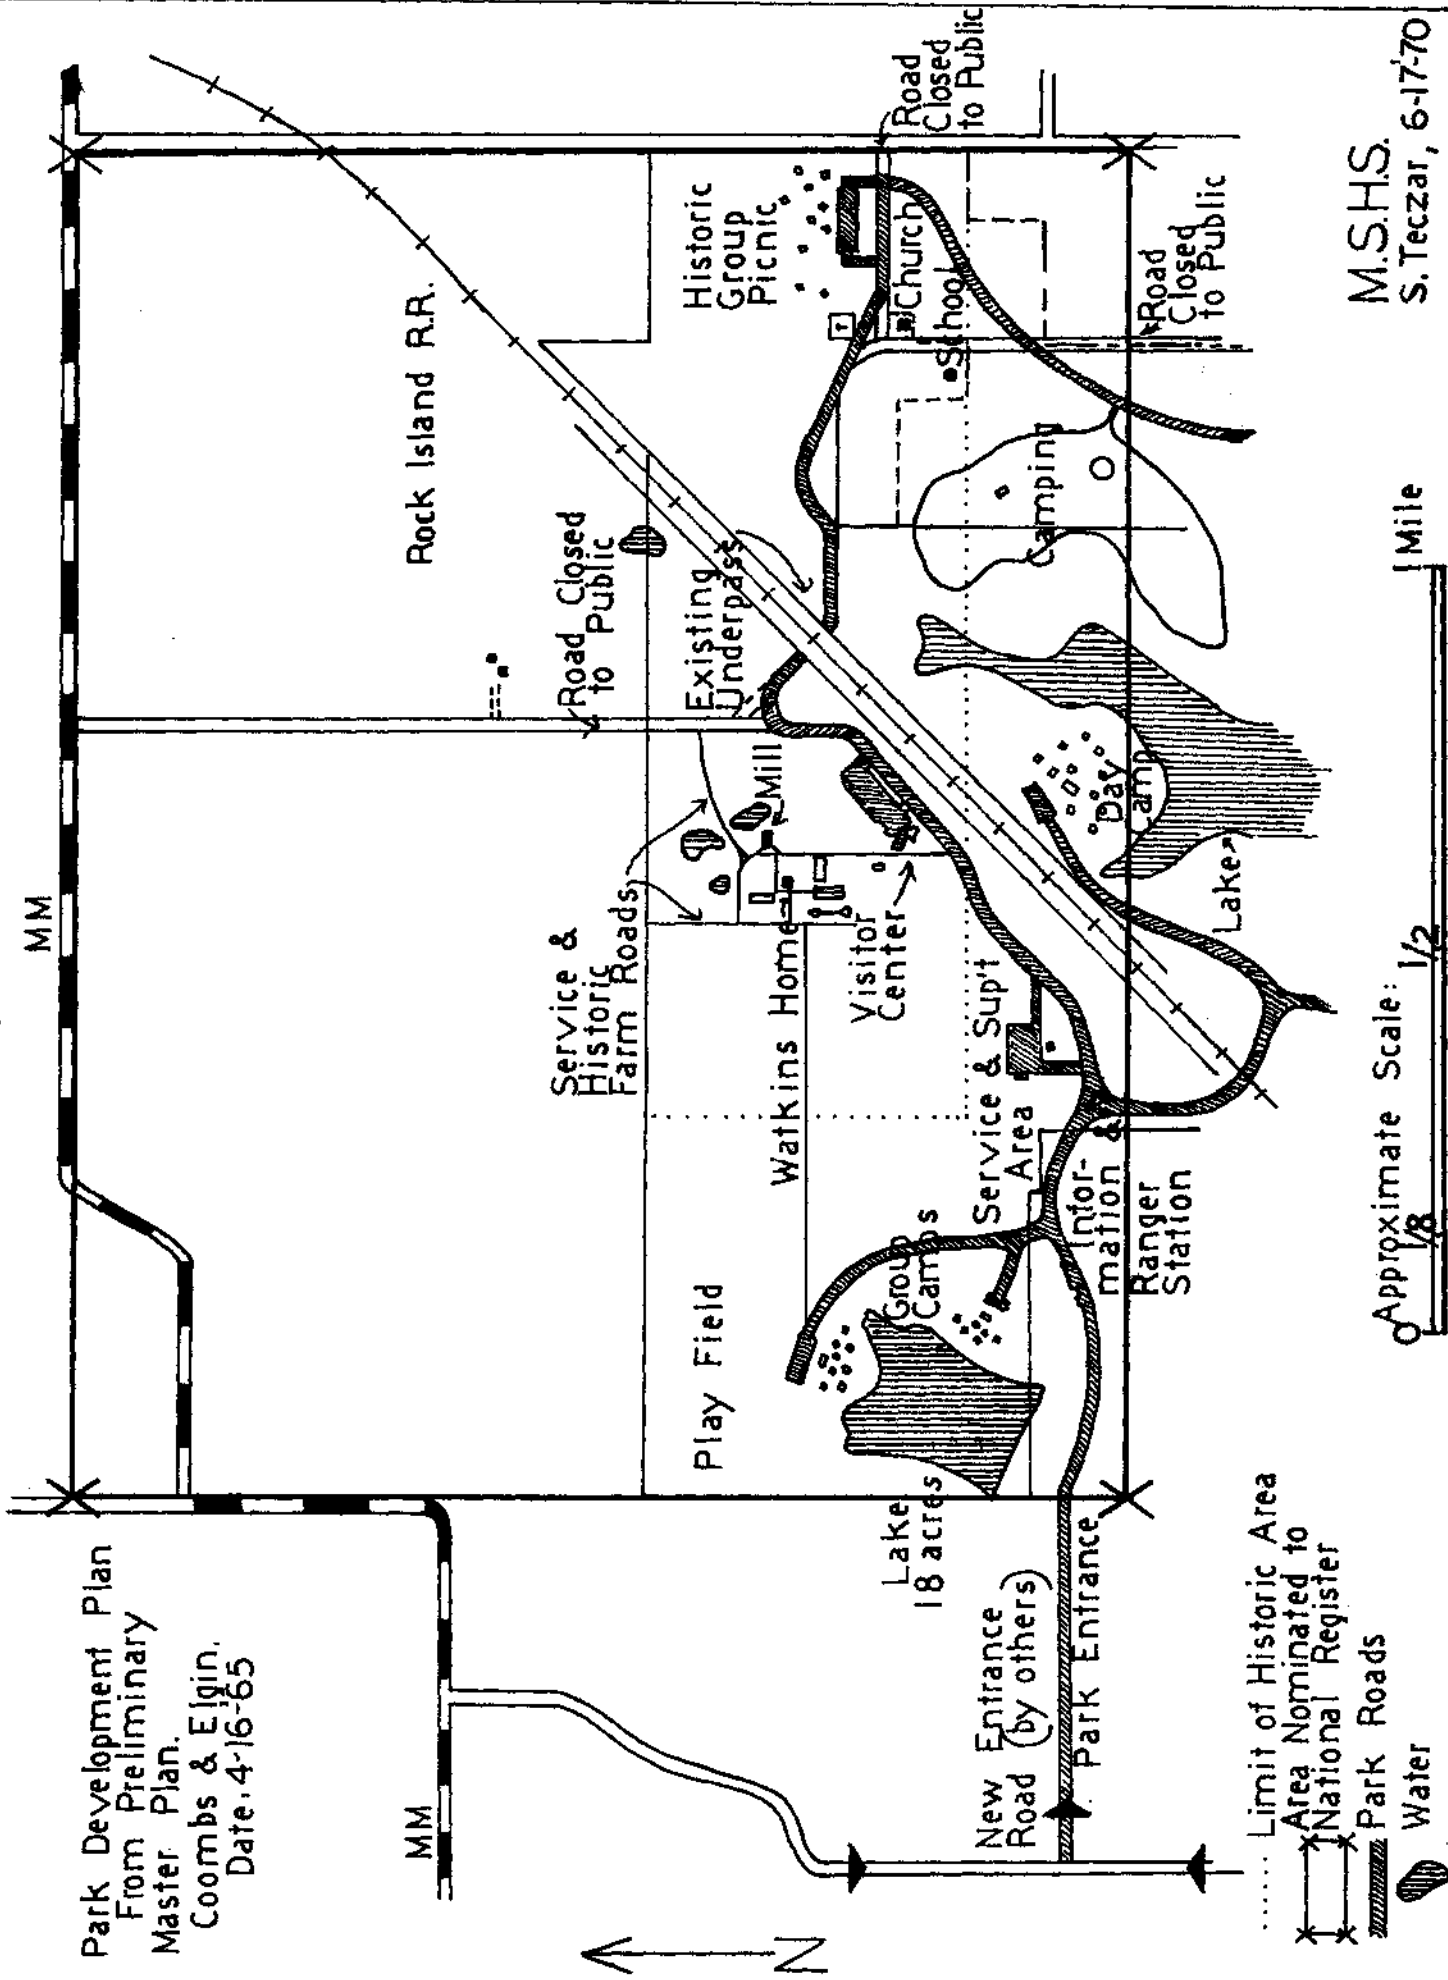 Park Development Plan
From Preliminary
Master Plan.
Coombs & Elgin.
Date: 4-16-65
MM
MM
Rock Island R.R.
Road Closed
to Public
Service &
Historic
Farm Roads
Existing
Underpass
Historic
Group
Picnic
Road
Closed
to Public
Play Field
Watkins Home
Mill
Visitor
Center
Church
School
Lake
18 acres
Group
Camps
Service & Sup't
Area
Camping
Day
Camp
Road
Closed
to Public
New Entrance
Road (by others)
Park Entrance
Infor-
mation &
Ranger
Station
Lake
N
Limit of Historic Area
Area Nominated to
National Register
Park Roads
Water
Approximate Scale:
0 1/8 1/2 1 Mile
M.S.H.S.
S. Teczar, 6-17-70